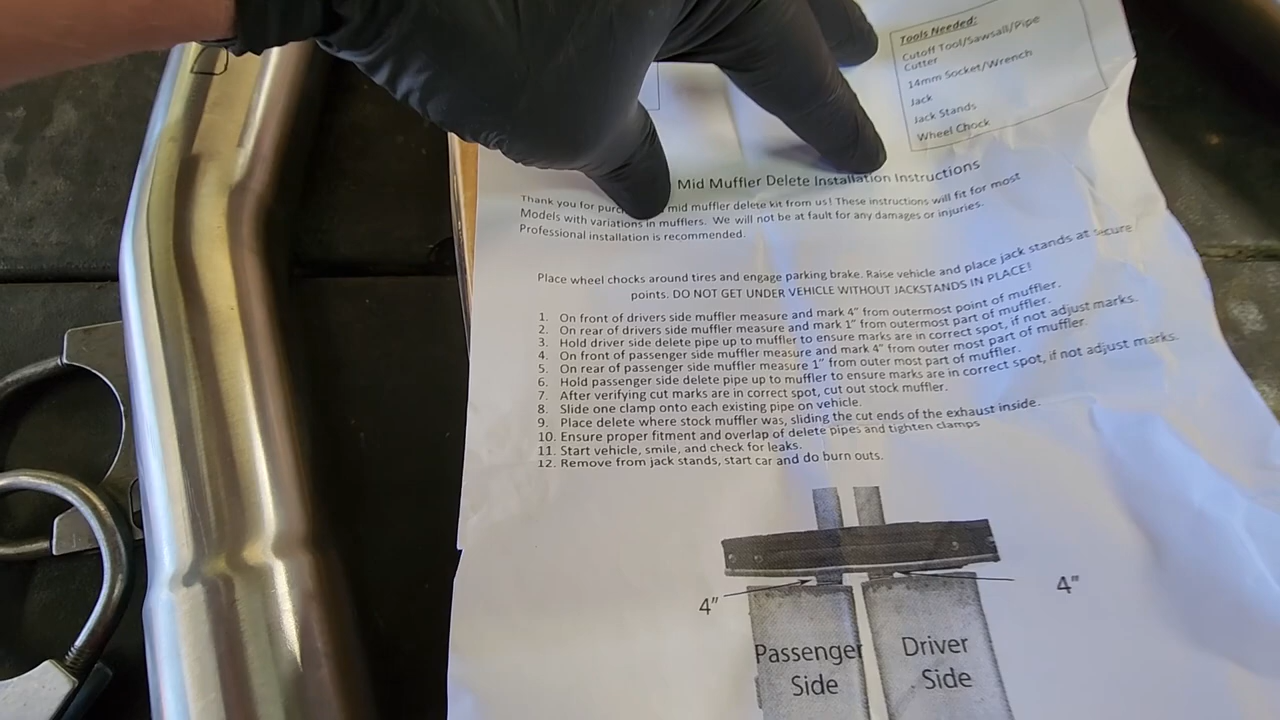 Tools Needed:
Cutoff Tool/Sawsall/Pipe
Cutter
14mm Socket/Wrench
Jack
Jack Stands
Wheel Chock
Mid Muffler Delete Installation Instructions
Thank you for purc mid muffler delete kit from us! These instructions will fit for most
Models with variations in mufflers. We will not be at fault for any damages or injuries.
Professional installation is recommended.
Place wheel chocks around tires and engage parking brake. Raise vehicle and place jack stands at secure
points. DO NOT GET UNDER VEHICLE WITHOUT JACKSTANDS IN PLACE!
1. On front of drivers side muffler measure and mark 4" from outermost point of muffler.
2. On rear of drivers side muffler measure and mark 1" from outermost part of muffler.
3. Hold driver side delete pipe up to muffler to ensure marks are in correct spot, if not adjust marks.
4. On front of passenger side muffler measure and mark 4" from outer most part of muffler
5. On rear of passenger side muffler measure 1" from outer most part of muffler.
6. Hold passenger side delete pipe up to muffler to ensure marks are in correct spot, if not adjust marks.
7. After verifying cut marks are in correct spot, cut out stock muffler.
8. Slide one clamp onto each existing pipe on vehicle.
9. Place delete where stock muffler was, sliding the cut ends of the exhaust inside.
10. Ensure proper fitment and overlap of delete pipes and tighten clamps
11. Start vehicle, smile, and check for leaks.
12. Remove from jack stands, start car and do burn outs.
4"
4"
Passenger
Side
Driver
Side